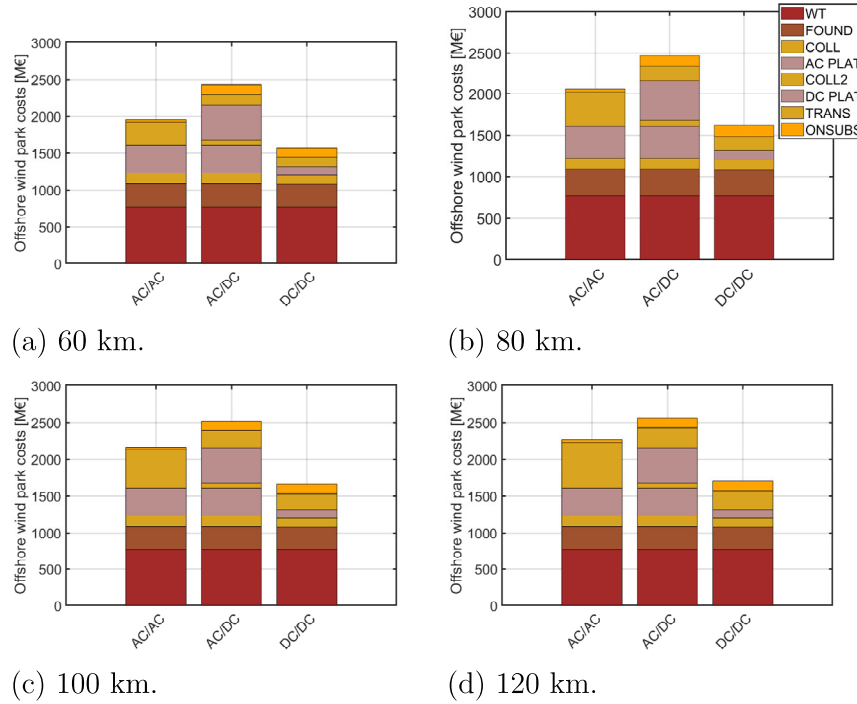 Offshore wind park costs [M€]
3000
2500
2000
1500
1000
500
0
AC/AC
AC/DC
DC/DC
(a) 60 km.
Offshore wind park costs [M€]
3000
2500
2000
1500
1000
500
0
AC/AC
AC/DC
DC/DC
WT
FOUND
COLL
AC PLAT
COLL2
DC PLAT
TRANS
ONSUBS
(b) 80 km.
Offshore wind park costs [M€]
3000
2500
2000
1500
1000
500
0
AC/AC
AC/DC
DC/DC
(c) 100 km.
Offshore wind park costs [M€]
3000
2500
2000
1500
1000
500
0
AC/AC
AC/DC
DC/DC
(d) 120 km.